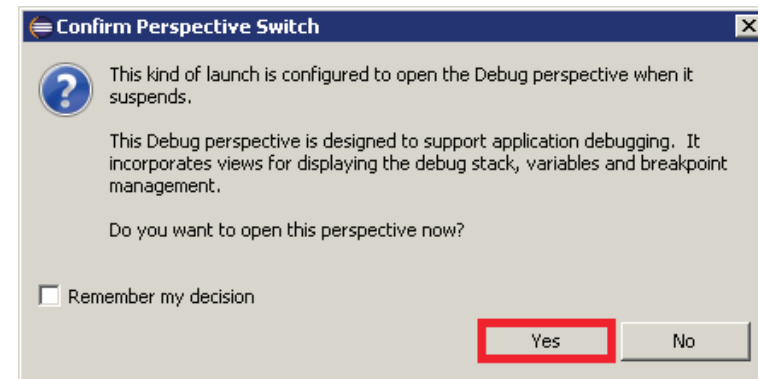 Confirm Perspective Switch
This kind of launch is configured to open the Debug perspective when it
suspends.
This Debug perspective is designed to support application debugging. It
incorporates views for displaying the debug stack, variables and breakpoint
management.
Do you want to open this perspective now?
Remember my decision
Yes No